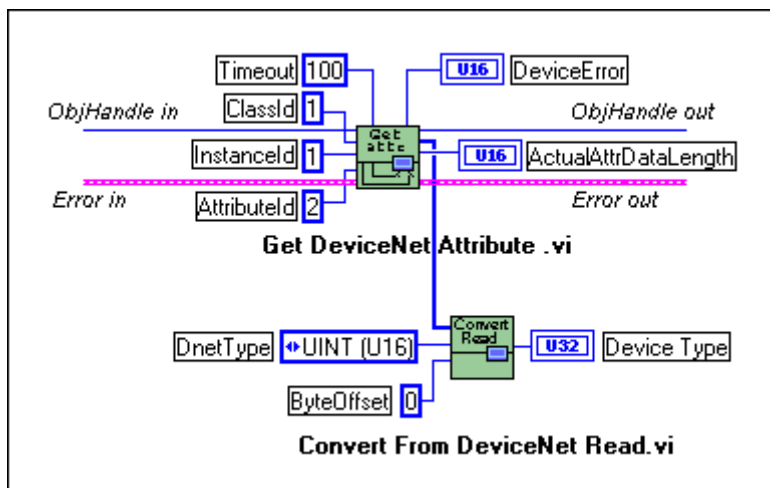 Timeout 100 U16 DeviceError
ObjHandle in ClassId 1 ObjHandle out
Get
attr
InstanceId 1 U16 ActualAttrDataLength
Error in AttributeId 2 Error out
Get DeviceNet Attribute .vi
Convert
Read
DnetType UINT (U16) U32 Device Type
ByteOffset 0
Convert From DeviceNet Read.vi